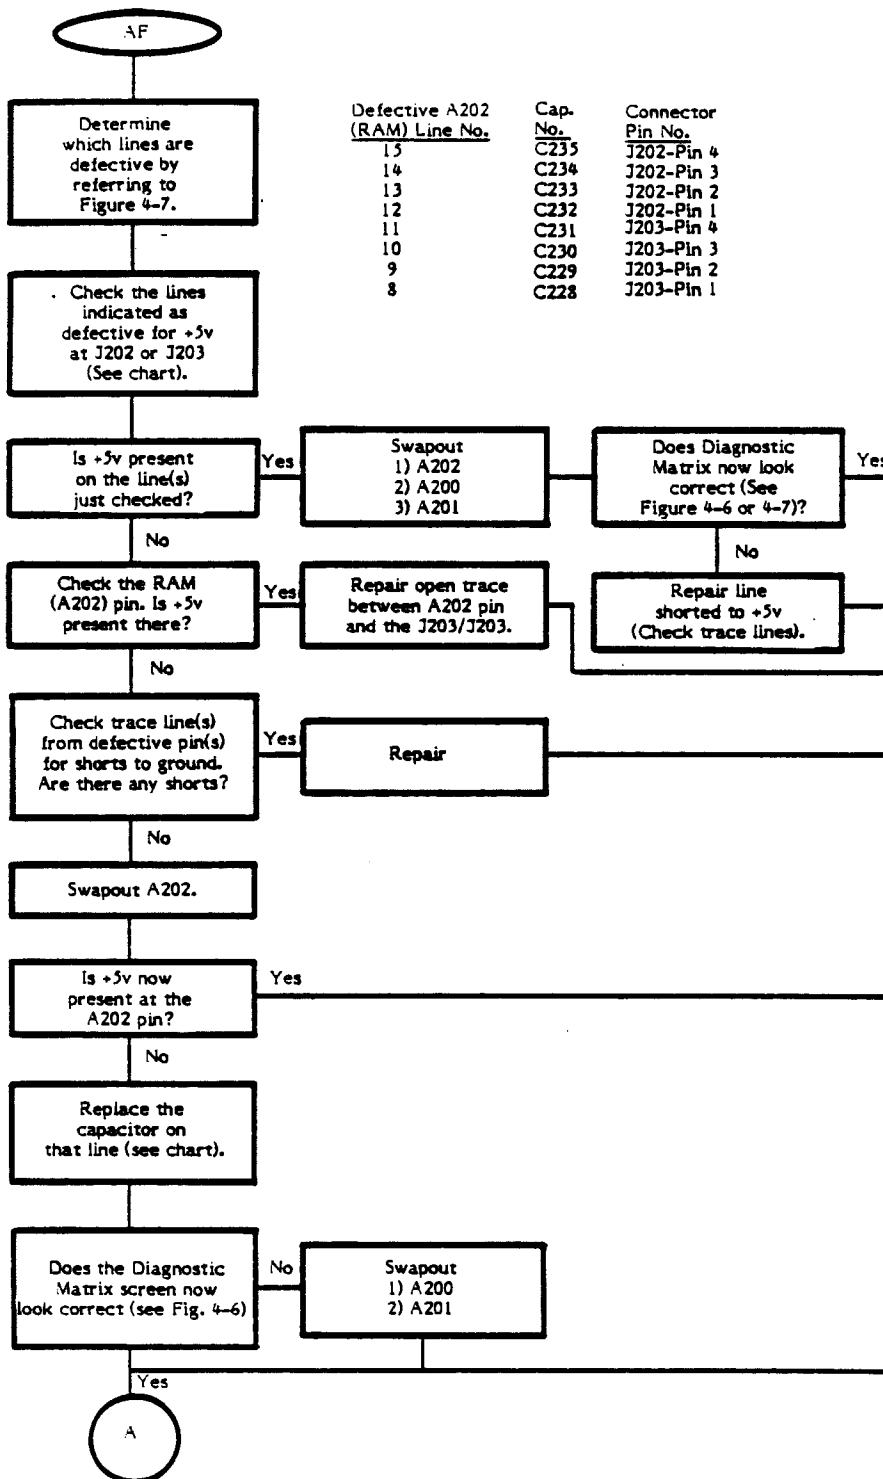 AF
Determine
which lines are
defective by
referring to
Figure 4-7.
Defective A202
(RAM) Line No.
Cap.
No.
Connector
Pin No.
15 C235 J202-Pin 4
14 C234 J202-Pin 3
13 C233 J202-Pin 2
12 C232 J202-Pin 1
11 C231 J203-Pin 4
10 C230 J203-Pin 3
9 C229 J203-Pin 2
8 C228 J203-Pin 1
Check the lines
indicated as
defective for +5v
at J202 or J203
(See chart).
Is +5v present
on the line(s)
just checked?
Yes
Swapout
1) A202
2) A200
3) A201
Does Diagnostic
Matrix now look
correct (See
Figure 4-6 or 4-7)?
Yes
No
No
Check the RAM
(A202) pin. Is +5v
present there?
Yes
Repair open trace
between A202 pin
and the J203/J203.
Repair line
shorted to +5v
(Check trace lines).
No
Check trace line(s)
from defective pin(s)
for shorts to ground.
Are there any shorts?
Yes
Repair
No
Swapout A202.
Is +5v now
present at the
A202 pin?
Yes
No
Replace the
capacitor on
that line (see chart).
Does the Diagnostic
Matrix screen now
look correct (see Fig. 4-6)
No
Swapout
1) A200
2) A201
Yes
A